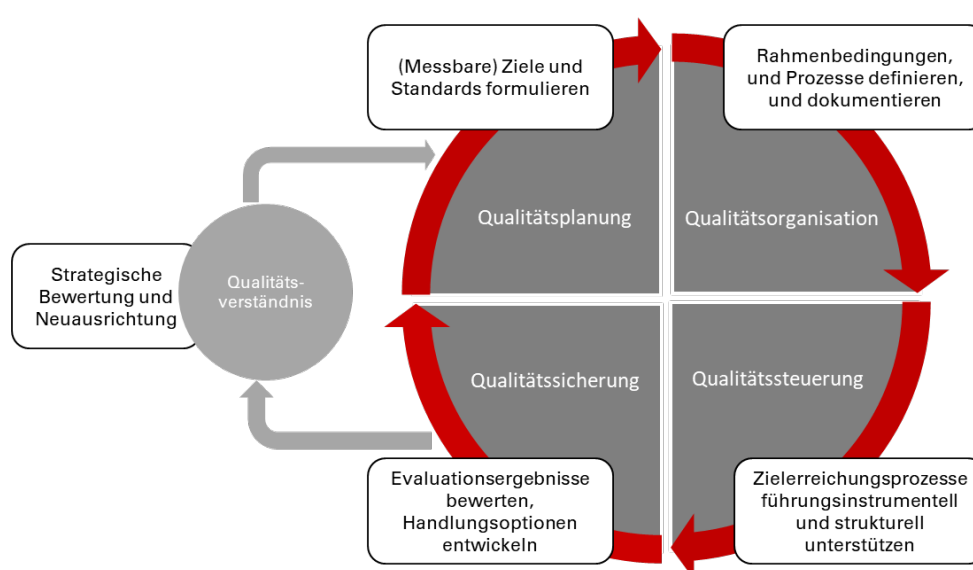 (Messbare) Ziele und
Standards formulieren
Rahmenbedingungen,
und Prozesse definieren,
und dokumentieren
Qualitätsplanung
Qualitätsorganisation
Strategische
Bewertung und
Neuausrichtung
Qualitäts-
verständnis
Qualitätssicherung
Qualitätssteuerung
Evaluationsergebnisse
bewerten,
Handlungsoptionen
entwickeln
Zielerreichungsprozesse
führungsinstrumentell
und strukturell
unterstützen